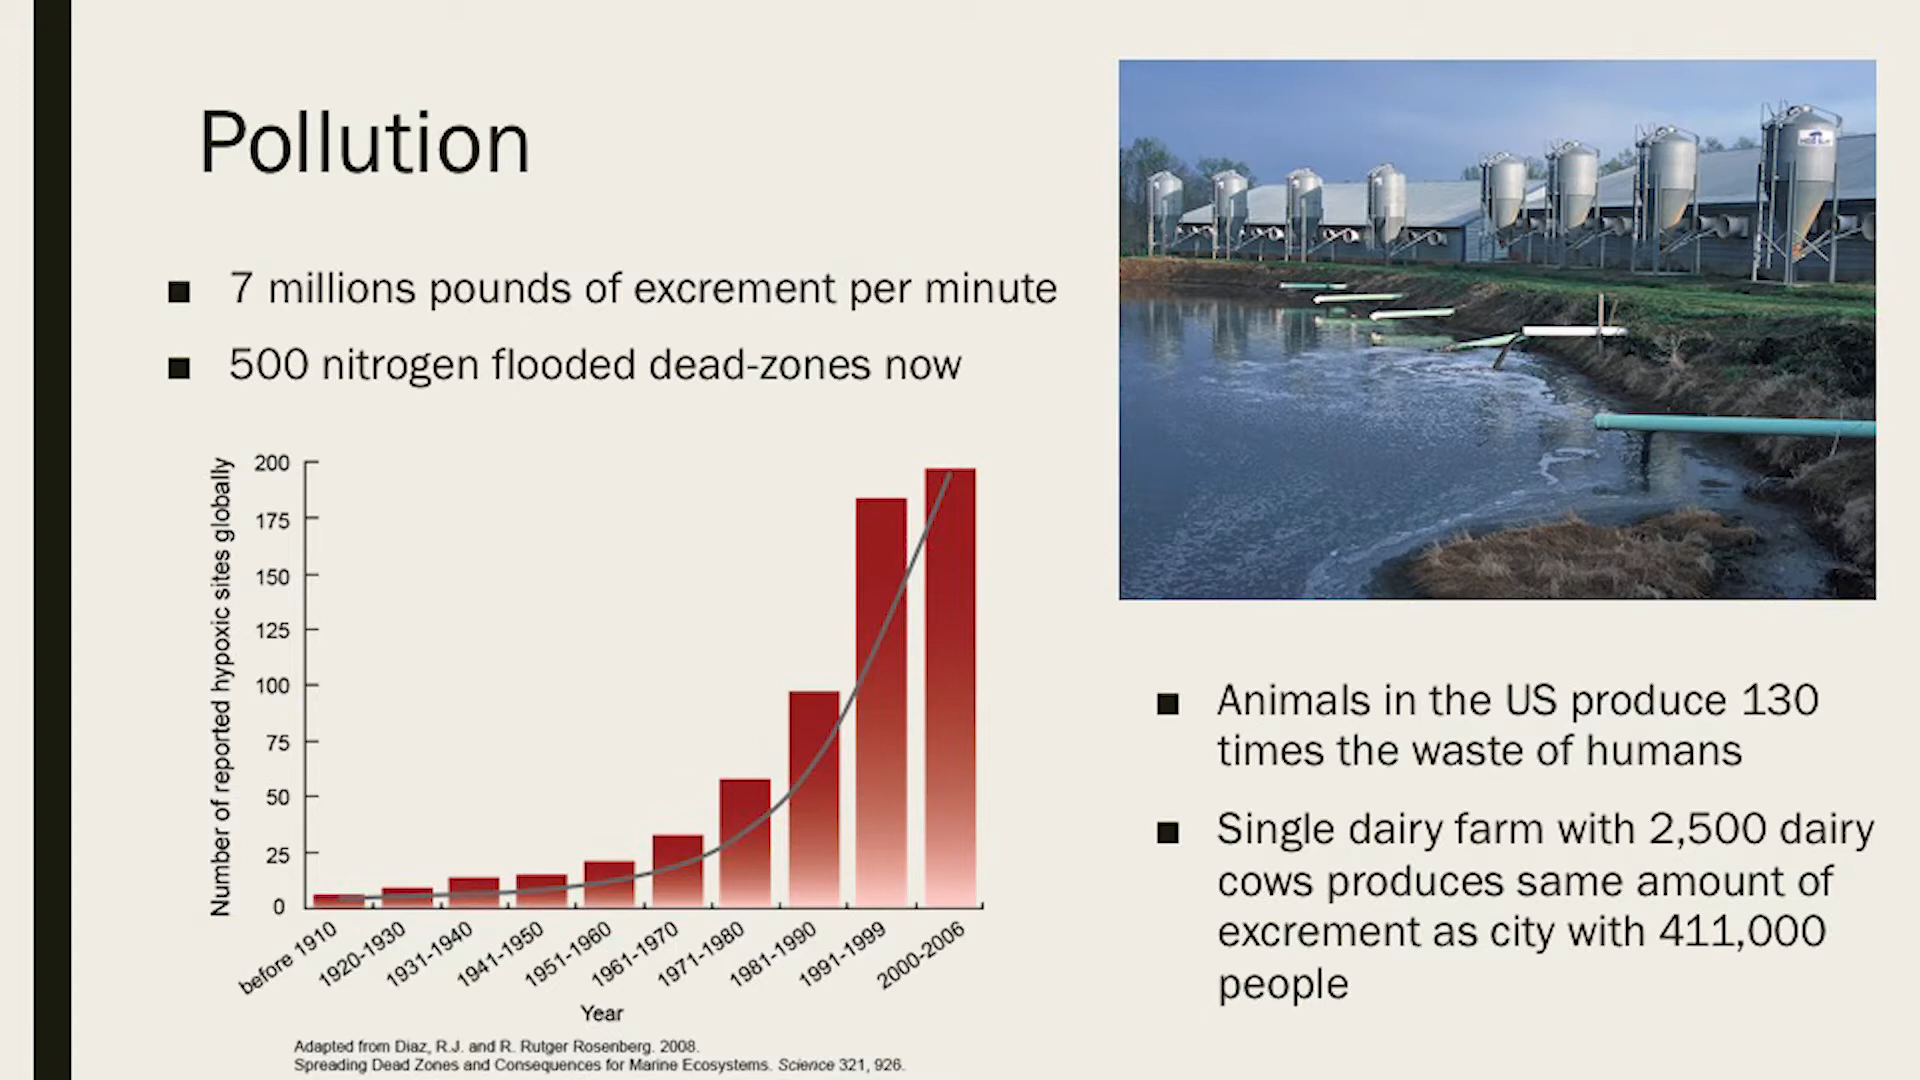 Pollution
7 millions pounds of excrement per minute
500 nitrogen flooded dead-zones now
Number of reported hypoxic sites globally
200
175
150
125
100
75
50
25
0
before 1910
1920-1930
1931-1940
1941-1950
1951-1960
1961-1970
1971-1980
1981-1990
1991-1999
2000-2006
Year
Adapted from Diaz, R.J. and R. Rutger Rosenberg. 2008.
Spreading Dead Zones and Consequences for Marine Ecosystems. Science 321, 926.
Animals in the US produce 130
times the waste of humans
Single dairy farm with 2,500 dairy
cows produces same amount of
excrement as city with 411,000
people